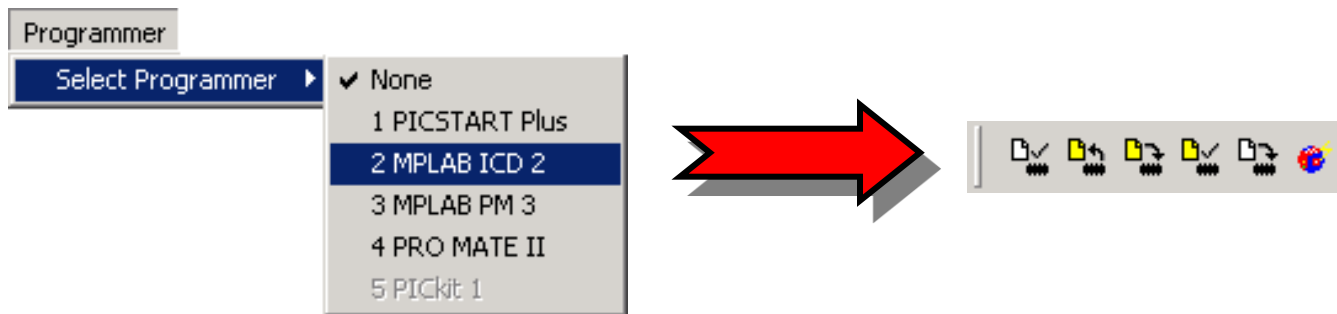 Programmer
Select Programmer
None
1 PICSTART Plus
2 MPLAB ICD 2
3 MPLAB PM 3
4 PRO MATE II
5 PICkit 1